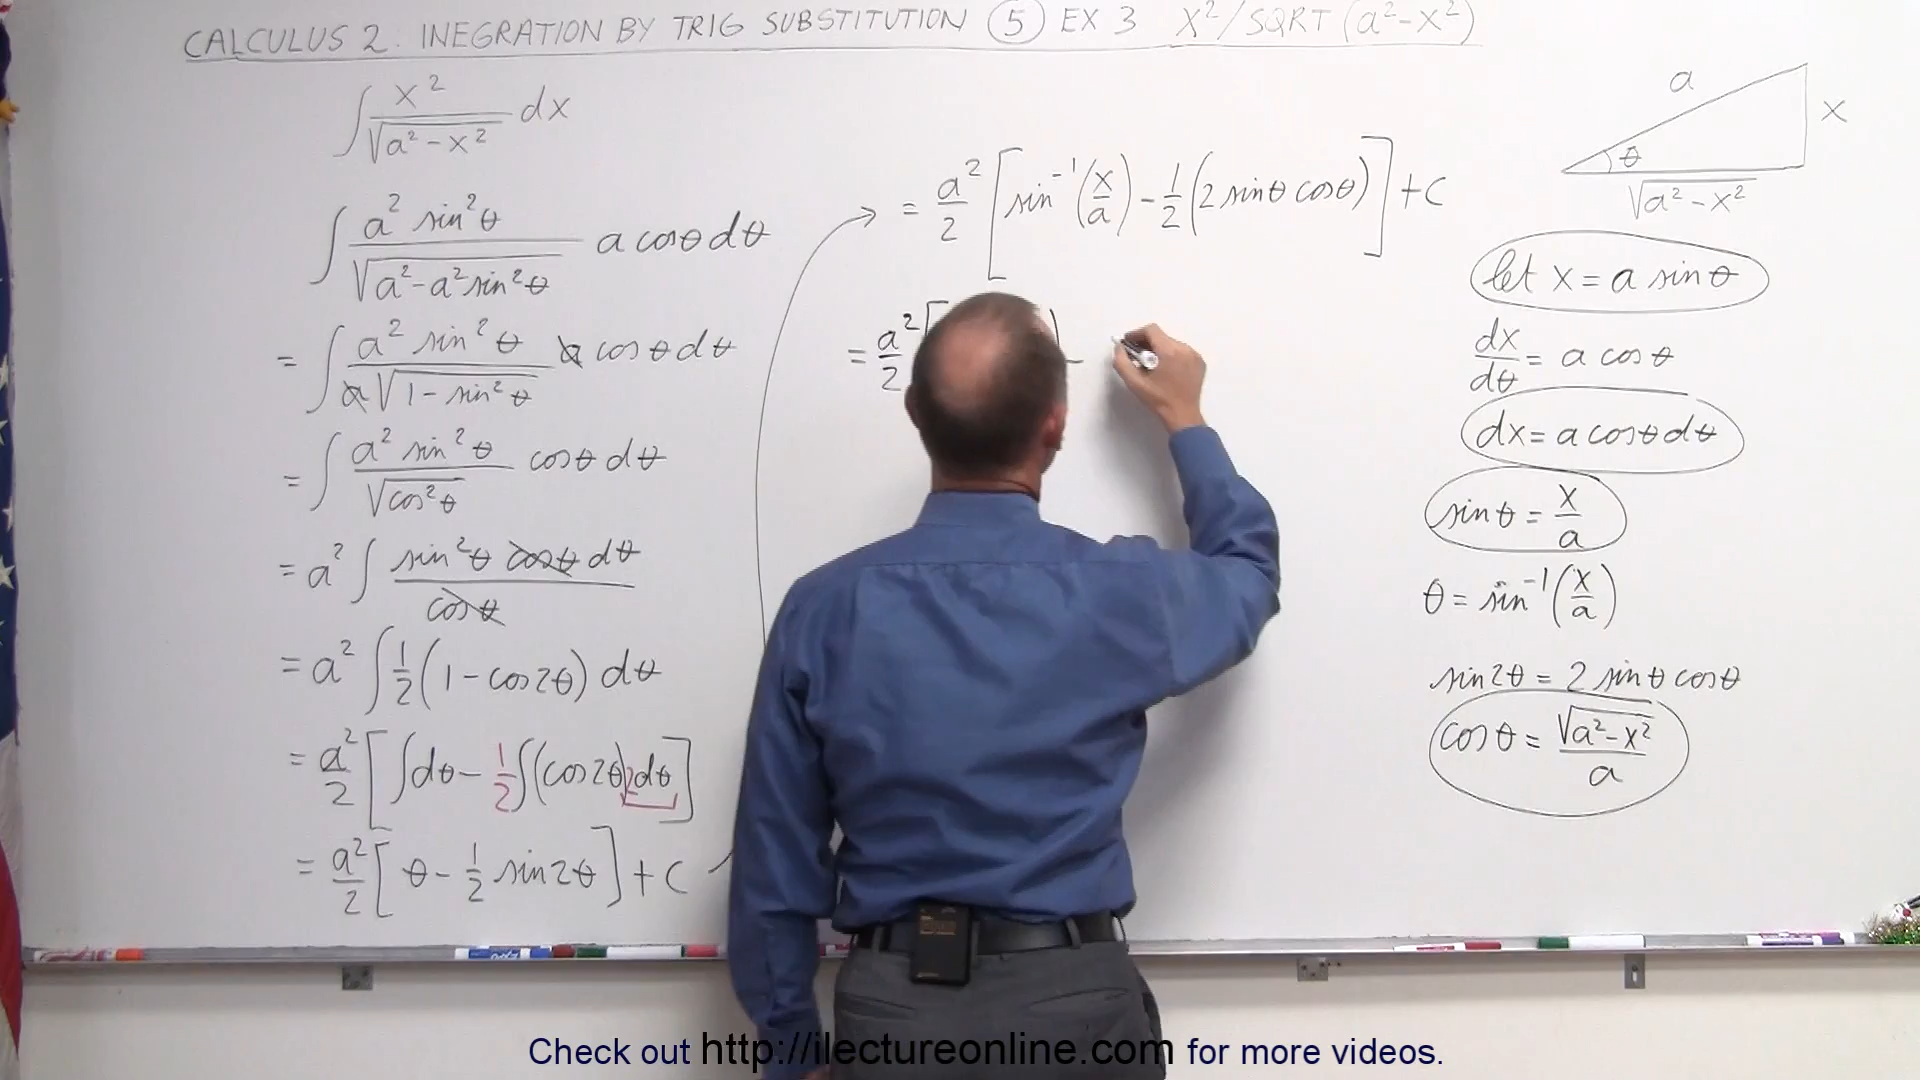 CALCULUS 2. INEGRATION BY TRIG SUBSTITUTION ⑤ EX 3 X²/SQRT (a²-X²)
∫ x²/√(a²-x²) dx
∫ a² sin²θ/√(a²-a² sin²θ) a cosθ dθ
= ∫ a² sin²θ/(a√(1-sin²θ)) a cosθ dθ
= ∫ a² sin²θ/√(cos²θ) cosθ dθ
= a² ∫ sin²θ cosθ dθ/cosθ
= a² ∫ 1/2 (1-cos2θ) dθ
= a²/2 [∫dθ - 1/2 ∫(cos2θ)2dθ]
= a²/2 [θ - 1/2 sin2θ] + C
= a²/2 [sin⁻¹(x/a) - 1/2 (2 sinθ cosθ)] + C
= a²/2 [ ) -
a
x
θ
√(a²-x²)
let x = a sinθ
dx/dθ = a cosθ
dx = a cosθ dθ
sinθ = x/a
θ = sin⁻¹(x/a)
sin2θ = 2 sinθ cosθ
cosθ = √(a²-x²)/a
Check out http://ilectureonline.com for more videos.